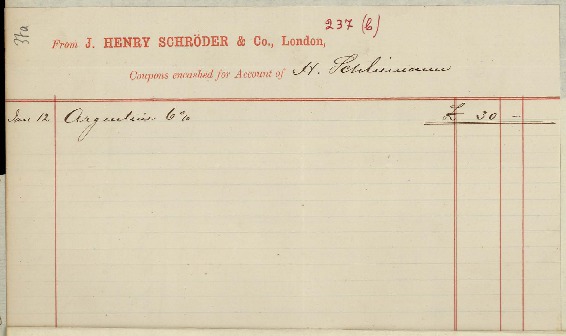 37a
237 (6)
From J. HENRY SCHRÖDER & Co., London,
Coupons encashed for Account of H. Schliemann
Jan 12 Argentine 6% £ 30 -